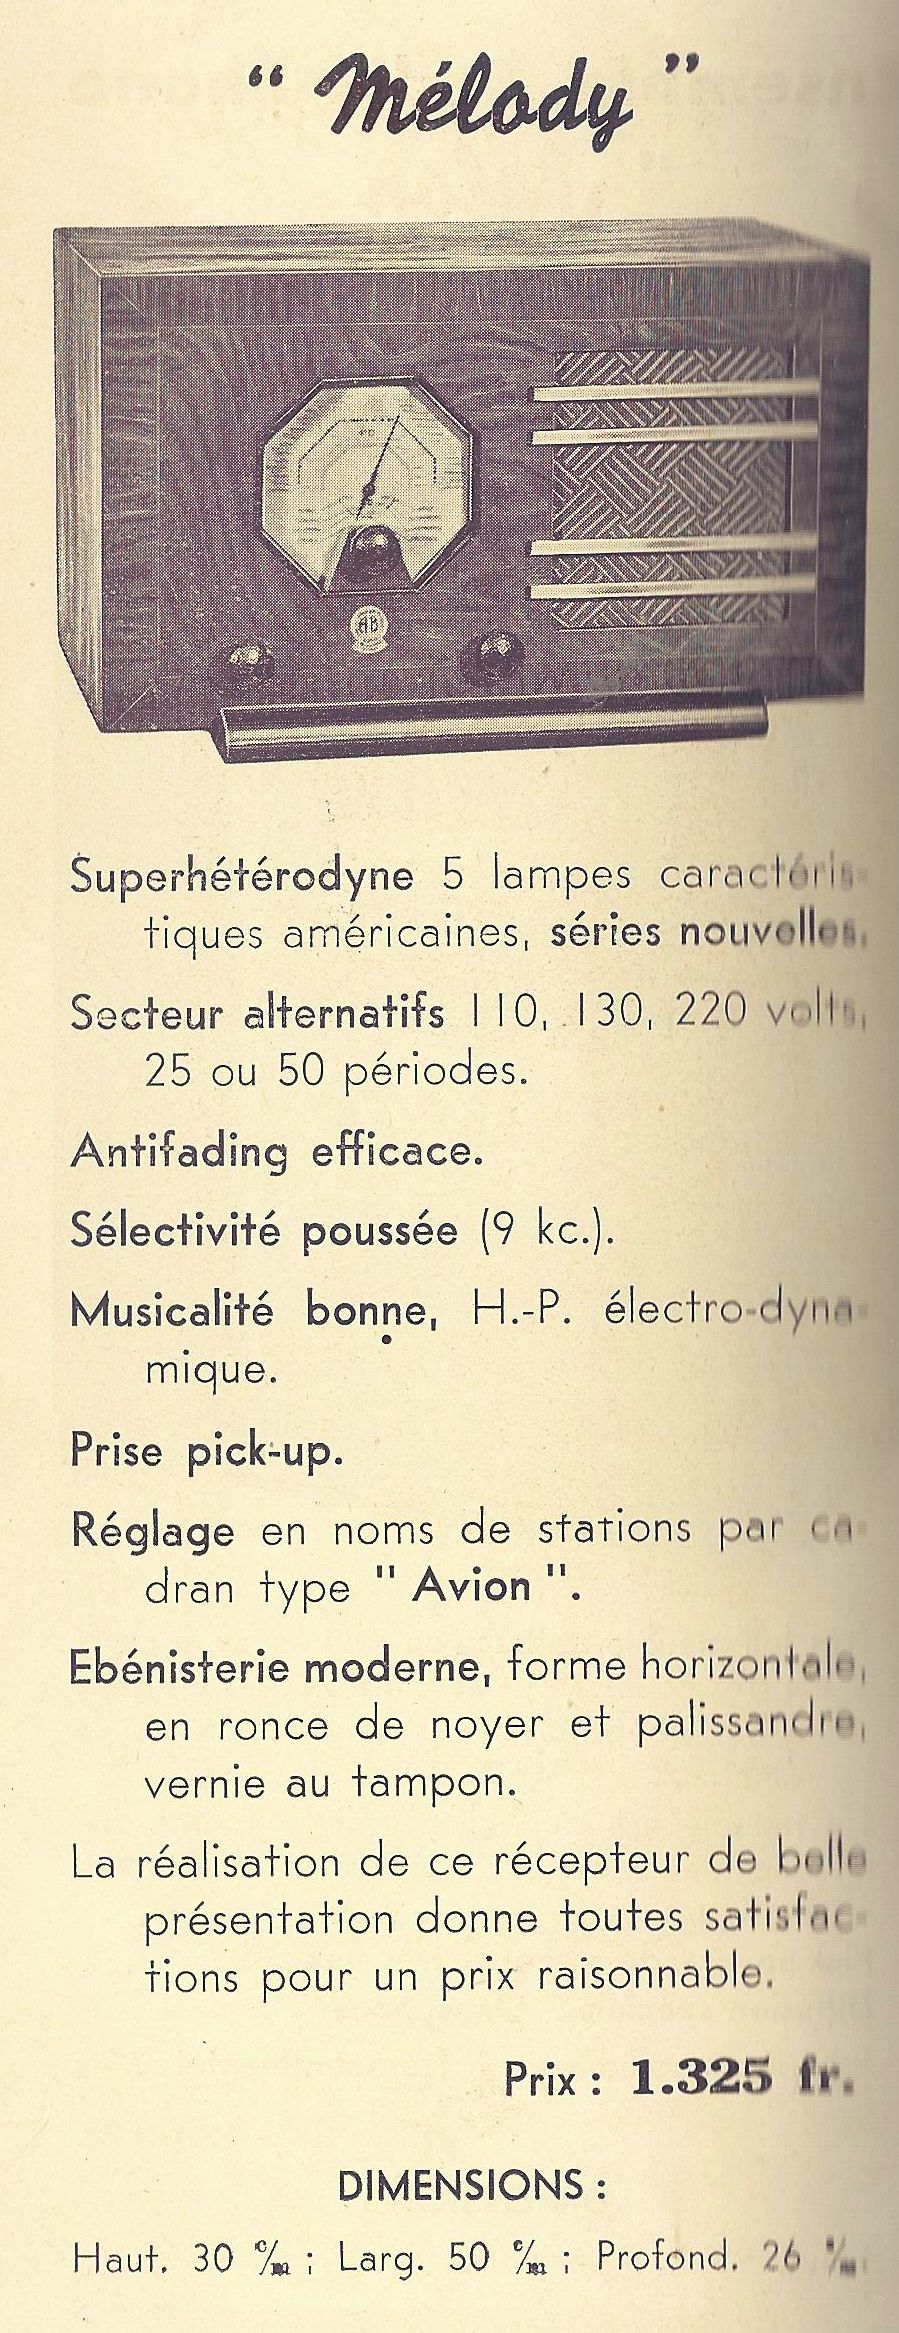 “ Mélody ”
AB
Superhétérodyne 5 lampes caractéris-
tiques américaines, séries nouvelles,
Secteur alternatifs 110, 130, 220 volts,
25 ou 50 périodes.
Antifading efficace.
Sélectivité poussée (9 kc.).
Musicalité bonne, H.-P. électro-dyna-
mique.
Prise pick-up.
Réglage en noms de stations par ca-
dran type " Avion ".
Ebénisterie moderne, forme horizontale,
en ronce de noyer et palissandre,
vernie au tampon.
La réalisation de ce récepteur de belle
présentation donne toutes satisfac-
tions pour un prix raisonnable.
Prix : 1.325 fr.
DIMENSIONS :
Haut. 30 c/m ; Larg. 50 c/m ; Profond. 26 c/m